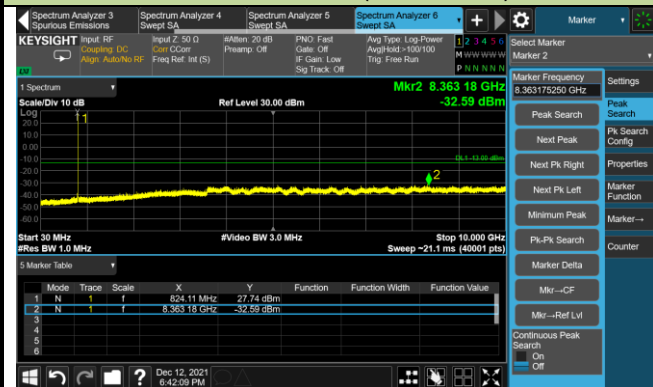 Spectrum Analyzer 3
Spurious Emissions
Spectrum Analyzer 4
Swept SA
Spectrum Analyzer 5
Swept SA
Spectrum Analyzer 6
Swept SA
Marker
KEYSIGHT
Input: RF
Coupling: DC
Align: Auto/No RF
Input Z: 50 Ω
Corr CCorr
Freq Ref: Int (S)
#Atten: 20 dB
Preamp: Off
PNO: Fast
Gate: Off
IF Gain: Low
Sig Track: Off
Avg Type: Log-Power
Avg|Hold:>100/100
Trig: Free Run
1 2 3 4 5 6
M W W W W W
P N N N N N
Select Marker
Marker 2
1 Spectrum
Mkr2 8.363 18 GHz
-32.59 dBm
Scale/Div 10 dB
Ref Level 30.00 dBm
Log
20.0
10.0
0.00
-10.0
-20.0
-30.0
-40.0
-50.0
-60.0
1
2
DL1 -13.00 dBm
Start 30 MHz
#Video BW 3.0 MHz
Stop 10.000 GHz
#Res BW 1.0 MHz
Sweep ~21.1 ms (40001 pts)
5 Marker Table
Mode Trace Scale X Y Function Function Width Function Value
1 N 1 f 824.11 MHz 27.74 dBm
2 N 1 f 8.363 18 GHz -32.59 dBm
3
4
5
6
Marker Frequency
8.363175250 GHz
Peak Search
Next Peak
Next Pk Right
Next Pk Left
Minimum Peak
Pk-Pk Search
Marker Delta
Mkr→CF
Mkr→Ref Lvl
Continuous Peak
Search
On
Off
Settings
Peak
Search
Pk Search
Config
Properties
Marker
Function
Marker→
Counter
?
Dec 12, 2021
6:42:09 PM